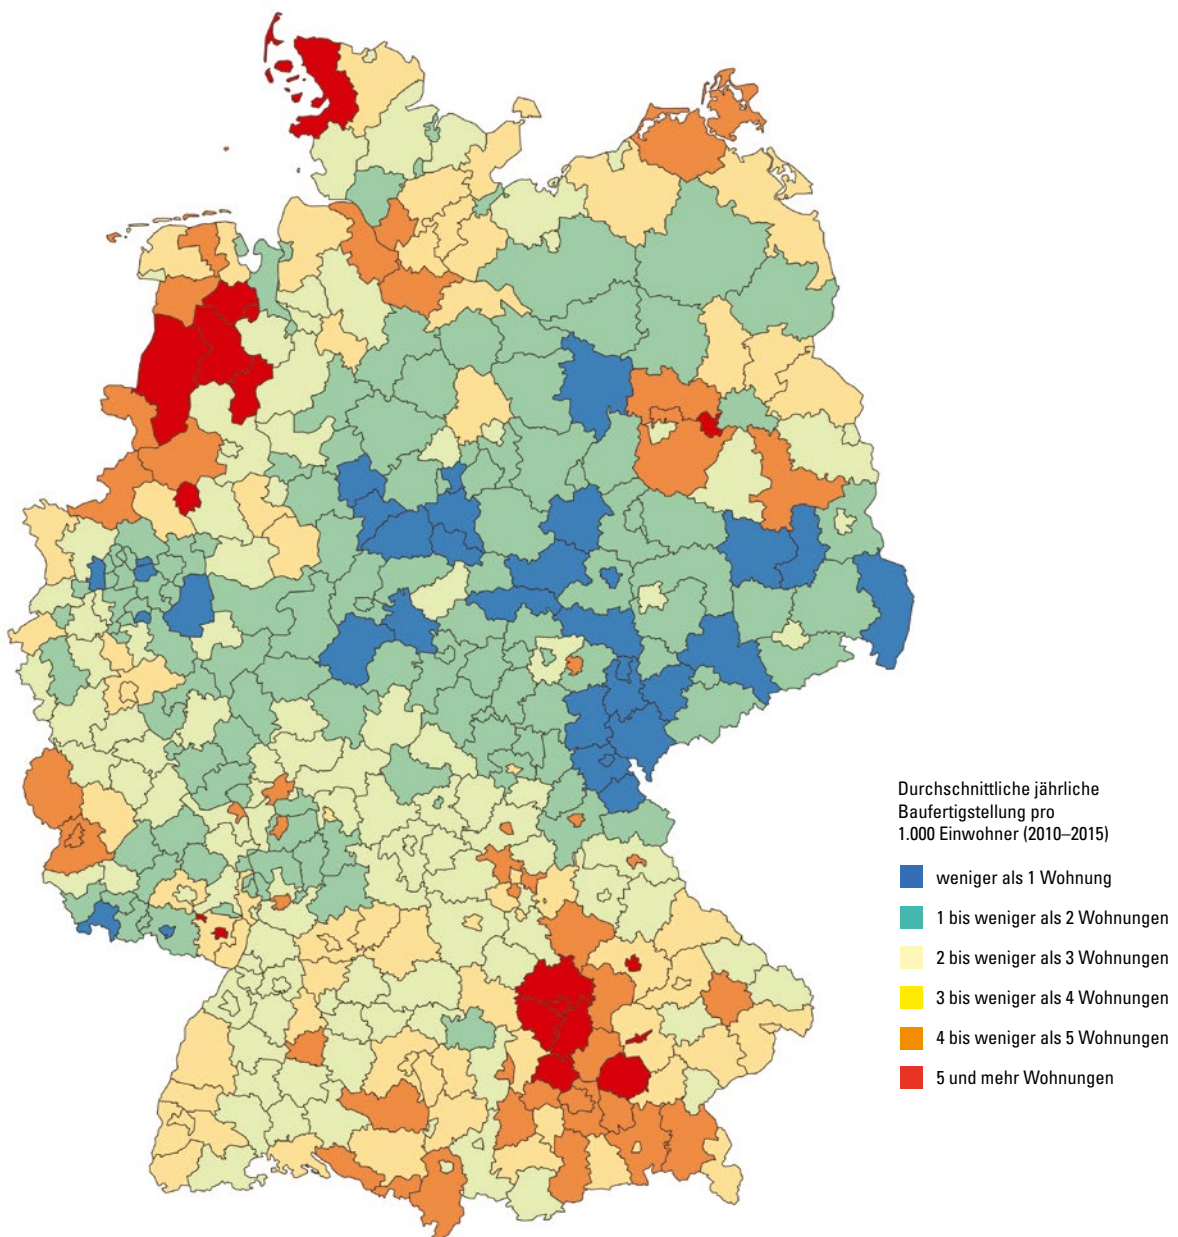 Durchschnittliche jährliche
Baufertigstellung pro
1.000 Einwohner (2010–2015)
weniger als 1 Wohnung
1 bis weniger als 2 Wohnungen
2 bis weniger als 3 Wohnungen
3 bis weniger als 4 Wohnungen
4 bis weniger als 5 Wohnungen
5 und mehr Wohnungen